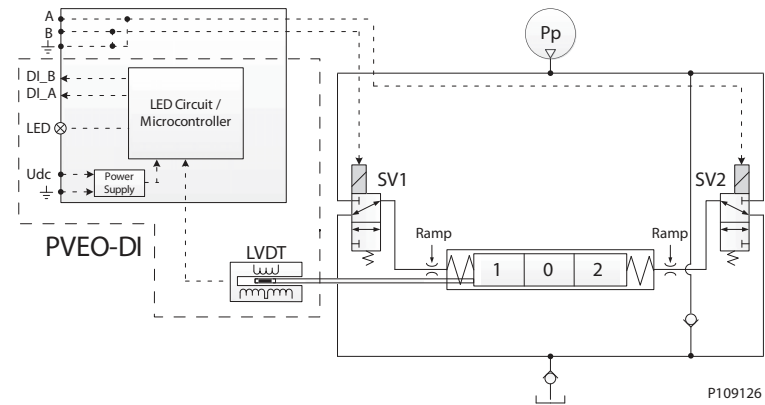 A
B
Pp
DI_B
DI_A
LED Circuit /
Microcontroller
LED
Udc
Power
Supply
SV1
SV2
Ramp
Ramp
PVEO-DI
LVDT
1 0 2
P109126